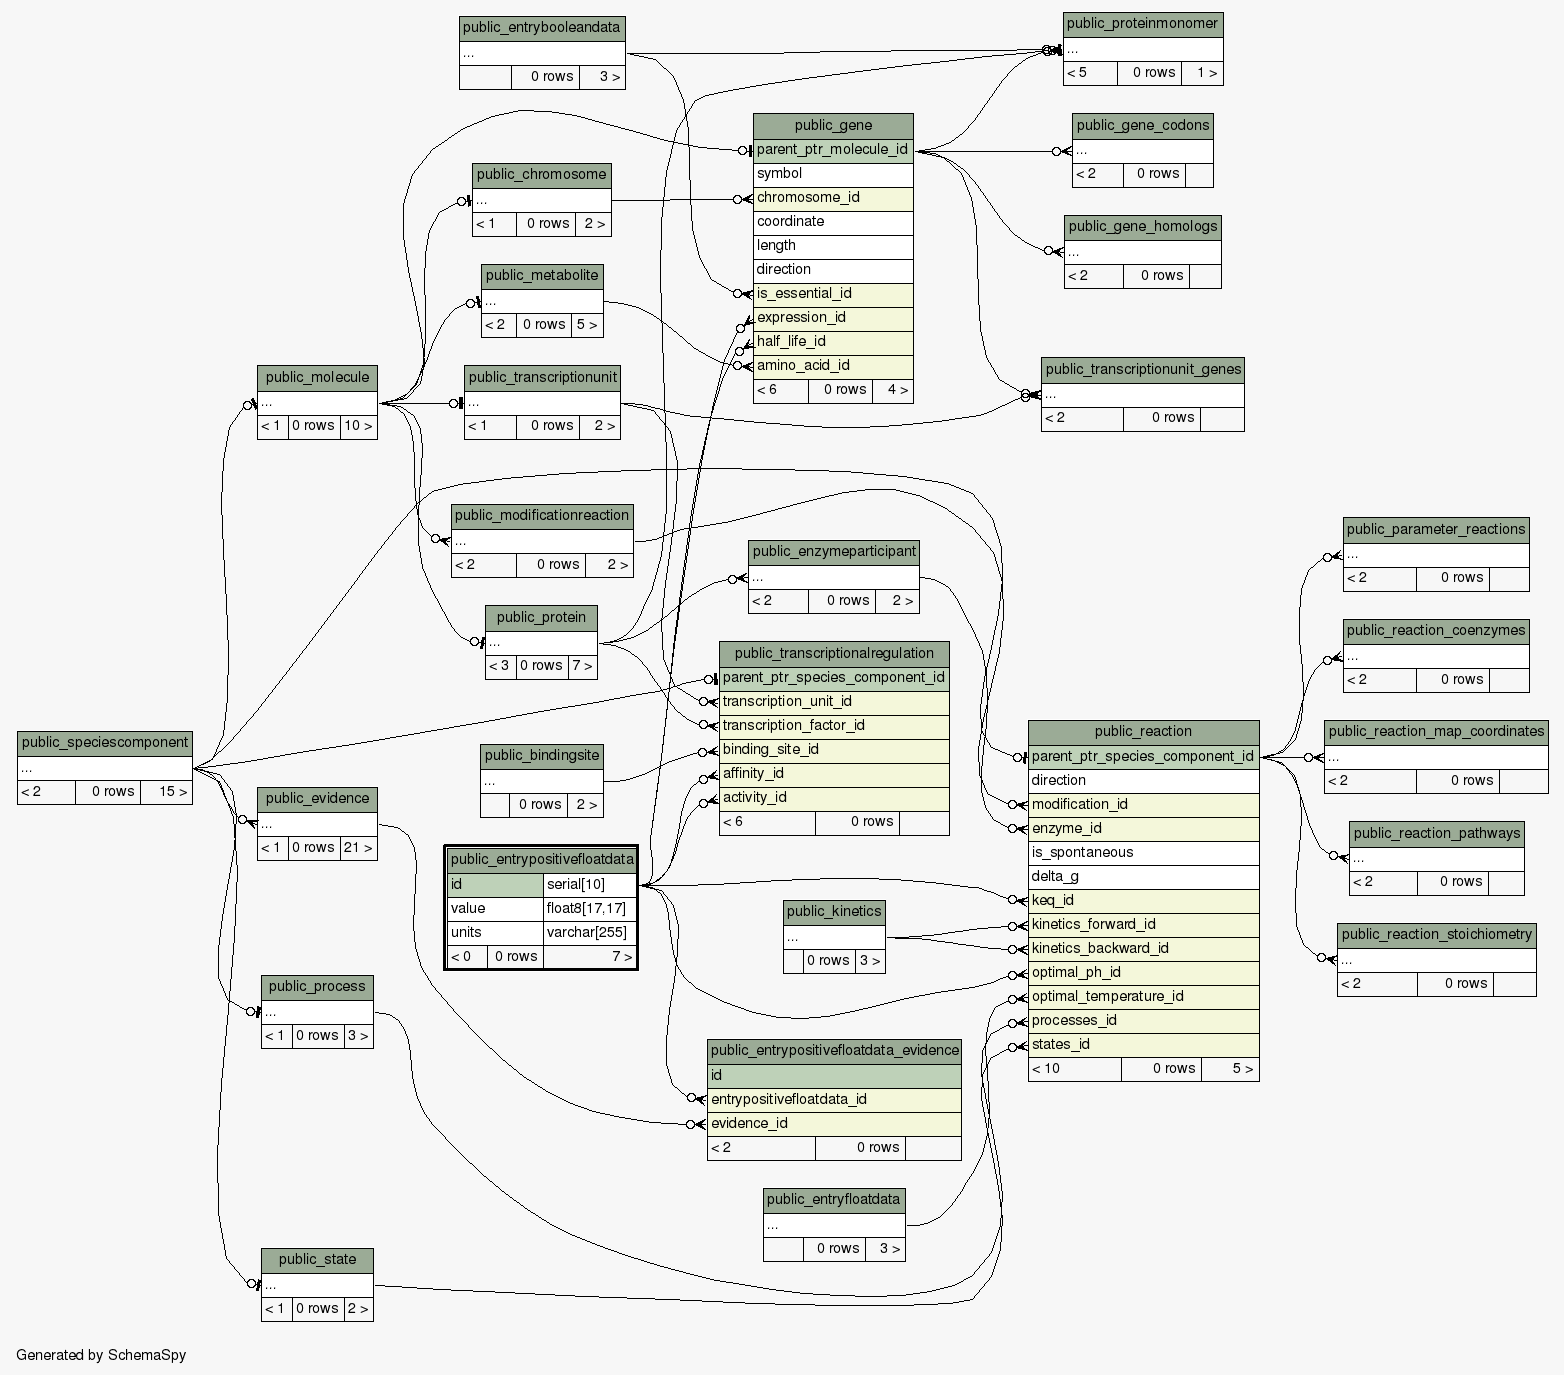 public_entrybooleandata
...
0 rows 3 >
public_proteinmonomer
...
< 5 0 rows 1 >
public_gene
parent_ptr_molecule_id
symbol
chromosome_id
coordinate
length
direction
is_essential_id
expression_id
half_life_id
amino_acid_id
< 6 0 rows 4 >
public_gene_codons
...
< 2 0 rows
public_chromosome
...
< 1 0 rows 2 >
public_gene_homologs
...
< 2 0 rows
public_metabolite
...
< 2 0 rows 5 >
public_molecule
...
< 1 0 rows 10 >
public_transcriptionunit
...
< 1 0 rows 2 >
public_transcriptionunit_genes
...
< 2 0 rows
public_modificationreaction
...
< 2 0 rows 2 >
public_enzymeparticipant
...
< 2 0 rows 2 >
public_parameter_reactions
...
< 2 0 rows
public_protein
...
< 3 0 rows 7 >
public_reaction_coenzymes
...
< 2 0 rows
public_transcriptionalregulation
parent_ptr_species_component_id
transcription_unit_id
transcription_factor_id
binding_site_id
affinity_id
activity_id
< 6 0 rows
public_reaction
parent_ptr_species_component_id
direction
modification_id
enzyme_id
is_spontaneous
delta_g
keq_id
kinetics_forward_id
kinetics_backward_id
optimal_ph_id
optimal_temperature_id
processes_id
states_id
< 10 0 rows 5 >
public_reaction_map_coordinates
...
< 2 0 rows
public_speciescomponent
...
< 2 0 rows 15 >
public_bindingsite
...
0 rows 2 >
public_evidence
...
< 1 0 rows 21 >
public_reaction_pathways
...
< 2 0 rows
public_entrypositivefloatdata
id serial[10]
value float8[17,17]
units varchar[255]
< 0 0 rows 7 >
public_kinetics
...
0 rows 3 >
public_reaction_stoichiometry
...
< 2 0 rows
public_process
...
< 1 0 rows 3 >
public_entrypositivefloatdata_evidence
id
entrypositivefloatdata_id
evidence_id
< 2 0 rows
public_entryfloatdata
...
0 rows 3 >
public_state
...
< 1 0 rows 2 >
Generated by SchemaSpy